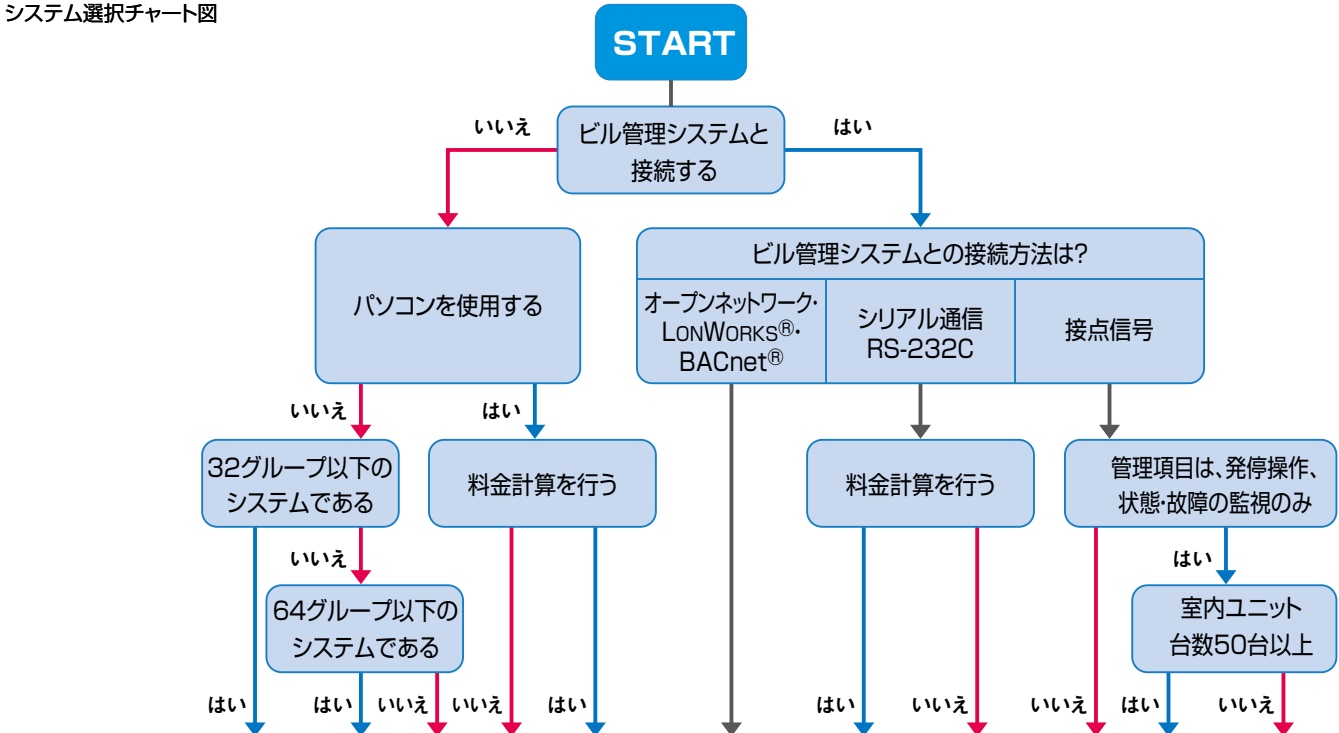 システム選択チャート図
START
いいえ
はい
ビル管理システムと
接続する
パソコンを使用する
ビル管理システムとの接続方法は?
オープンネットワーク・
LONWORKS®・
BACnet®
シリアル通信
RS-232C
接点信号
いいえ
はい
32グループ以下の
システムである
料金計算を行う
料金計算を行う
管理項目は、発停操作、
状態・故障の監視のみ
いいえ
はい
64グループ以下の
システムである
室内ユニット
台数50台以上
はい
はい
いいえ
いいえ
はい
はい
いいえ
いいえ
はい
いいえ